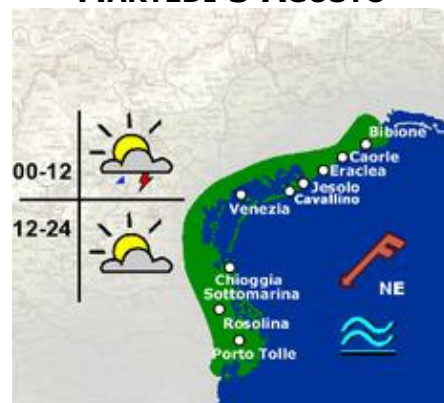 00-12
12-24
Bibione
Caorle
Eraclea
Jesolo
Cavallino
Venezia
Chioggia
Sottomarina
Rosolina
Porto Tolle
NE